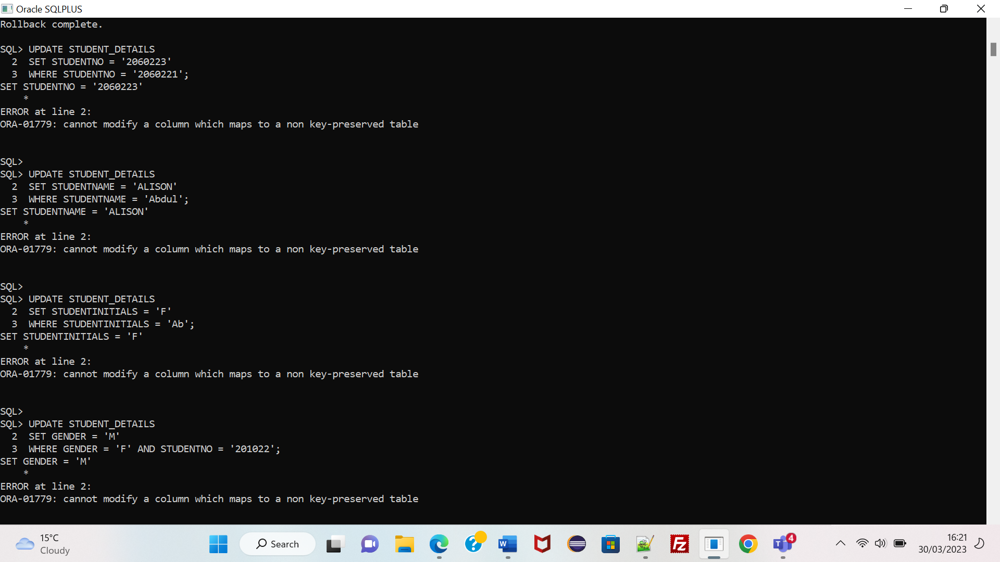 Oracle SQLPLUS
Rollback complete.
SQL> UPDATE STUDENT_DETAILS
  2  SET STUDENTNO = '2060223'
  3  WHERE STUDENTNO = '2060221';
SET STUDENTNO = '2060223'
    *
ERROR at line 2:
ORA-01779: cannot modify a column which maps to a non key-preserved table
SQL>
SQL> UPDATE STUDENT_DETAILS
  2  SET STUDENTNAME = 'ALISON'
  3  WHERE STUDENTNAME = 'Abdul';
SET STUDENTNAME = 'ALISON'
    *
ERROR at line 2:
ORA-01779: cannot modify a column which maps to a non key-preserved table
SQL>
SQL> UPDATE STUDENT_DETAILS
  2  SET STUDENTINITIALS = 'F'
  3  WHERE STUDENTINITIALS = 'Ab';
SET STUDENTINITIALS = 'F'
    *
ERROR at line 2:
ORA-01779: cannot modify a column which maps to a non key-preserved table
SQL>
SQL> UPDATE STUDENT_DETAILS
  2  SET GENDER = 'M'
  3  WHERE GENDER = 'F' AND STUDENTNO = '201022';
SET GENDER = 'M'
    *
ERROR at line 2:
ORA-01779: cannot modify a column which maps to a non key-preserved table
15°C
Cloudy
Search
?
W
Fz
T
4
16:21
30/03/2023